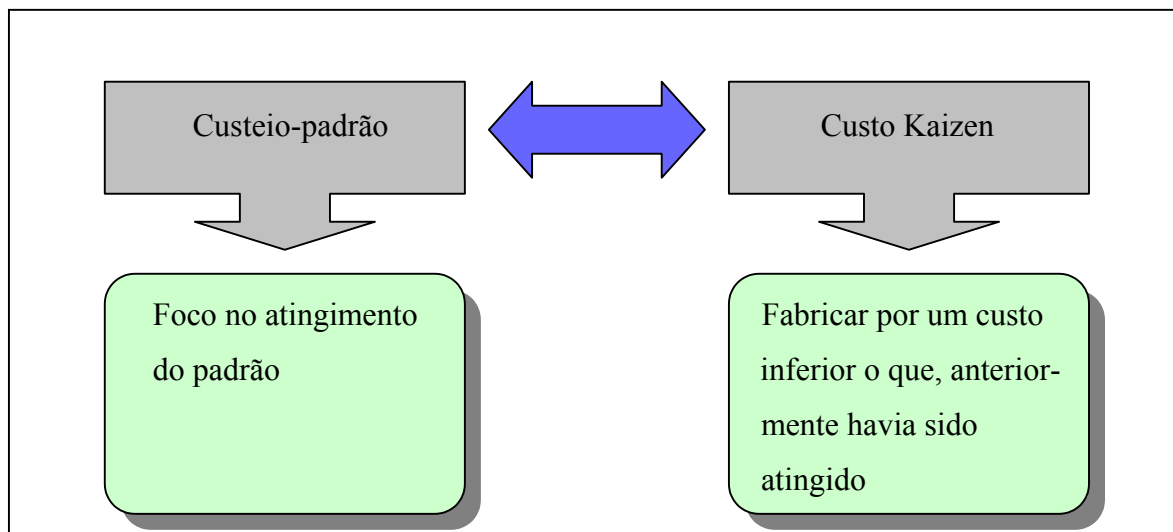 Custeio-padrão
Custo Kaizen
Foco no atingimento
do padrão
Fabricar por um custo
inferior o que, anterior-
mente havia sido
atingido